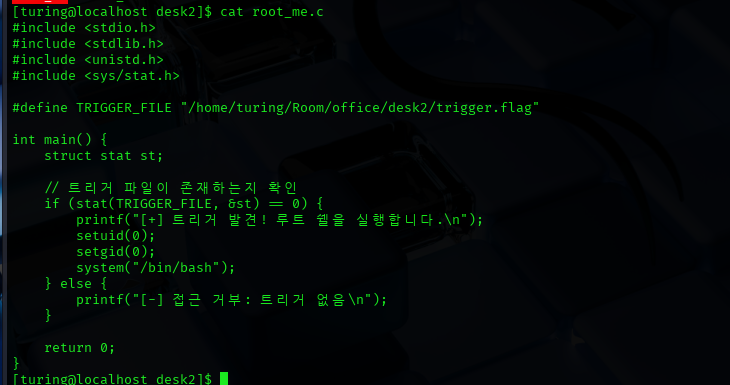 [turing@localhost desk2]$ cat root_me.c
#include <stdio.h>
#include <stdlib.h>
#include <unistd.h>
#include <sys/stat.h>
#define TRIGGER_FILE "/home/turing/Room/office/desk2/trigger.flag"
int main() {
    struct stat st;
    // 트리거 파일이 존재하는지 확인
    if (stat(TRIGGER_FILE, &st) == 0) {
        printf("[+] 트리거 발견! 루트 쉘을 실행합니다.\n");
        setuid(0);
        setgid(0);
        system("/bin/bash");
    } else {
        printf("[-] 접근 거부: 트리거 없음\n");
    }
    return 0;
}
[turing@localhost desk2]$